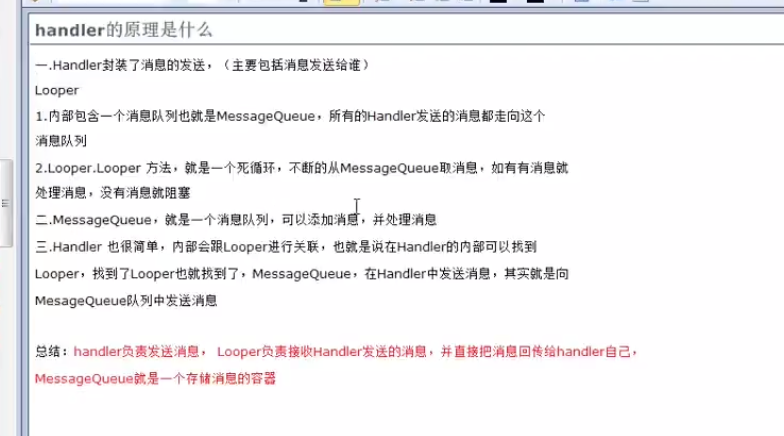 handler的原理是什么
一.Handler封装了消息的发送，（主要包括消息发送给谁）
Looper
1.内部包含一个消息队列也就是MessageQueue，所有的Handler发送的消息都走向这个
消息队列
2.Looper.Looper 方法，就是一个死循环，不断的从MessageQueue取消息，如有有消息就
处理消息，没有消息就阻塞
二.MessageQueue，就是一个消息队列，可以添加消息，并处理消息
三.Handler 也很简单，内部会跟Looper进行关联，也就是说在Handler的内部可以找到
Looper，找到了Looper也就找到了，MessageQueue，在Handler中发送消息，其实就是向
MesageQueue队列中发送消息
总结：handler负责发送消息， Looper负责接收Handler发送的消息，并直接把消息回传给handler自己，
MessageQueue就是一个存储消息的容器